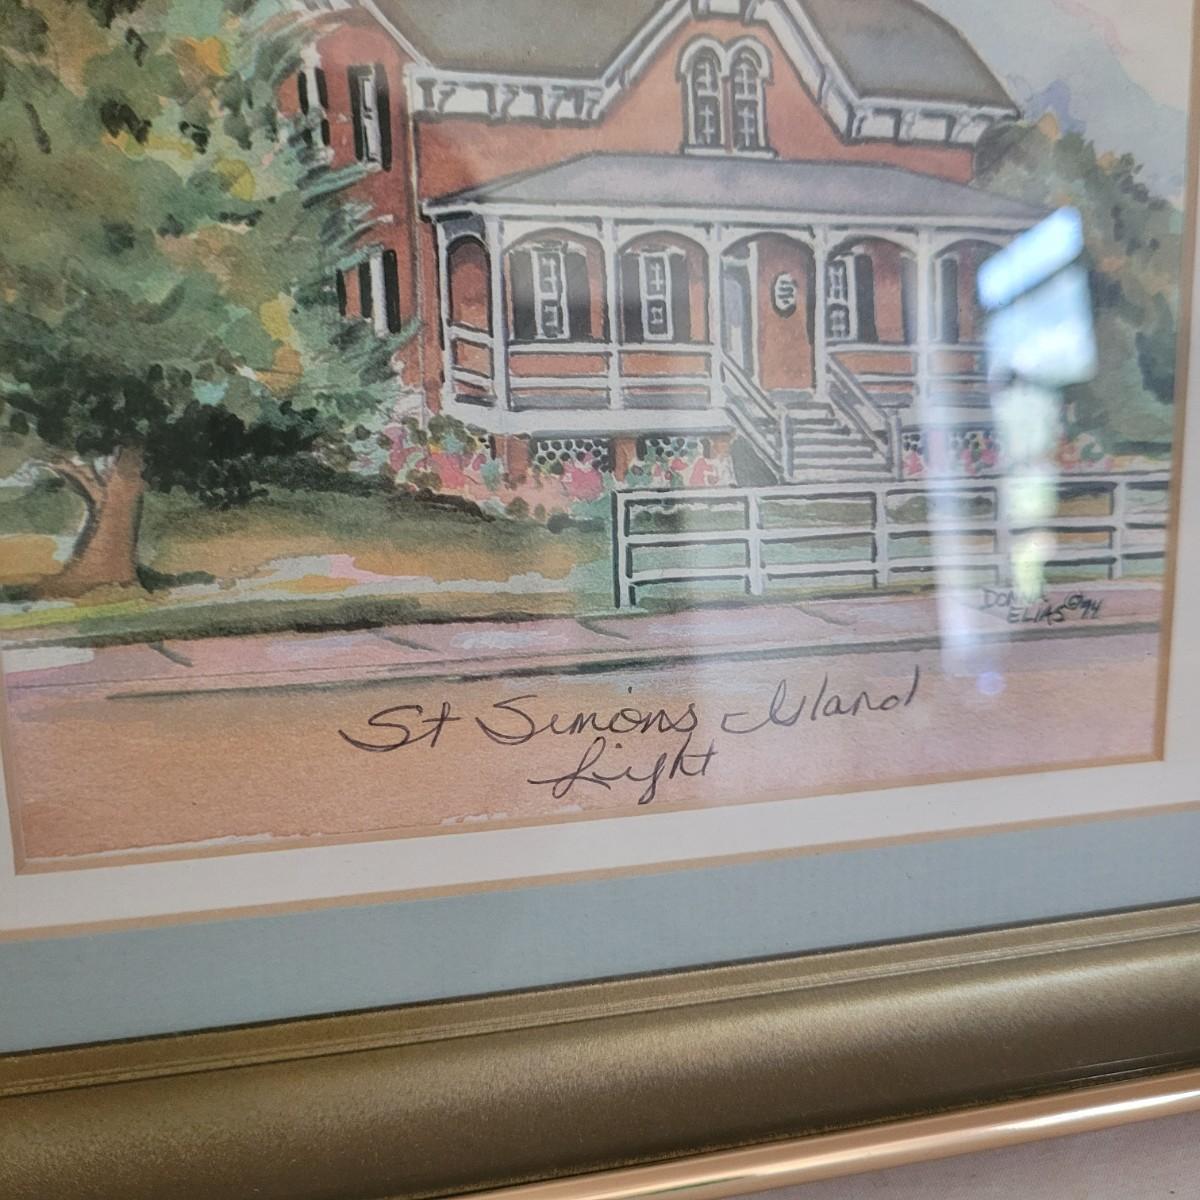 DONNA
ELIAS © 94
St Simons Island
Light